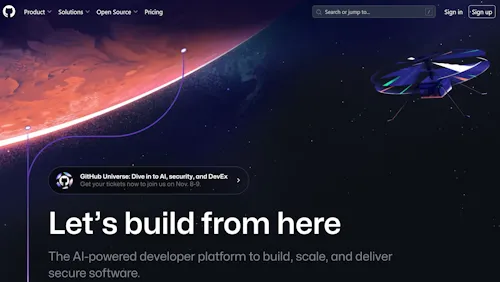 Product Solutions Open Source Pricing Search or jump to... / Sign in Sign up
GitHub Universe: Dive in to AI, security, and DevEx
Get your tickets now to join us on Nov. 8-9.
Let's build from here
The AI-powered developer platform to build, scale, and deliver
secure software.